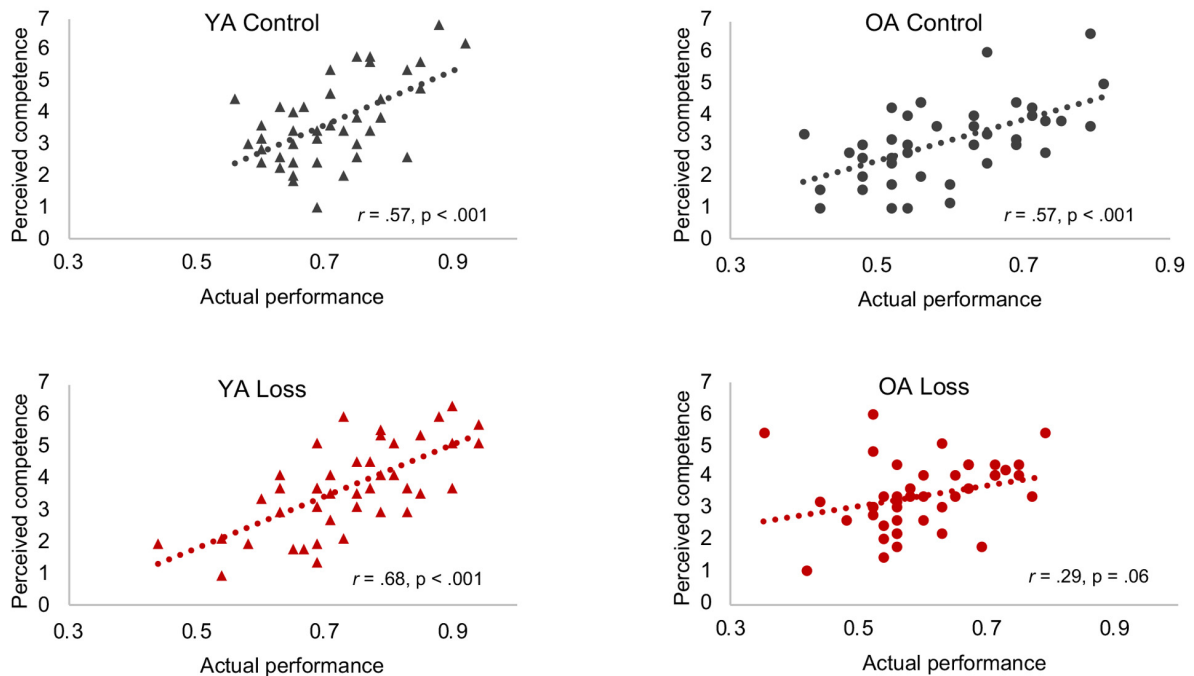 YA Control
7
6
5
4
3
2
1
0
Perceived competence
r = .57, p < .001
0.3 0.5 0.7 0.9
Actual performance
OA Control
7
6
5
4
3
2
1
0
Perceived competence
r = .57, p < .001
0.3 0.5 0.7 0.9
Actual performance
YA Loss
7
6
5
4
3
2
1
0
Perceived competence
r = .68, p < .001
0.3 0.5 0.7 0.9
Actual performance
OA Loss
7
6
5
4
3
2
1
0
Perceived competence
r = .29, p = .06
0.3 0.5 0.7 0.9
Actual performance